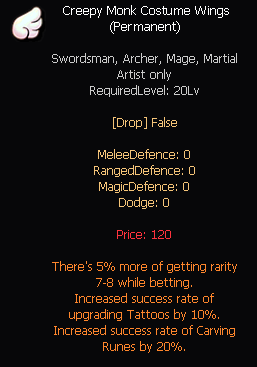 Creepy Monk Costume Wings
(Permanent)
Swordsman, Archer, Mage, Martial
Artist only
RequiredLevel: 20Lv
[Drop] False
MeleeDefence: 0
RangedDefence: 0
MagicDefence: 0
Dodge: 0
Price: 120
There's 5% more of getting rarity
7-8 while betting.
Increased success rate of
upgrading Tattoos by 10%.
Increased success rate of Carving
Runes by 20%.